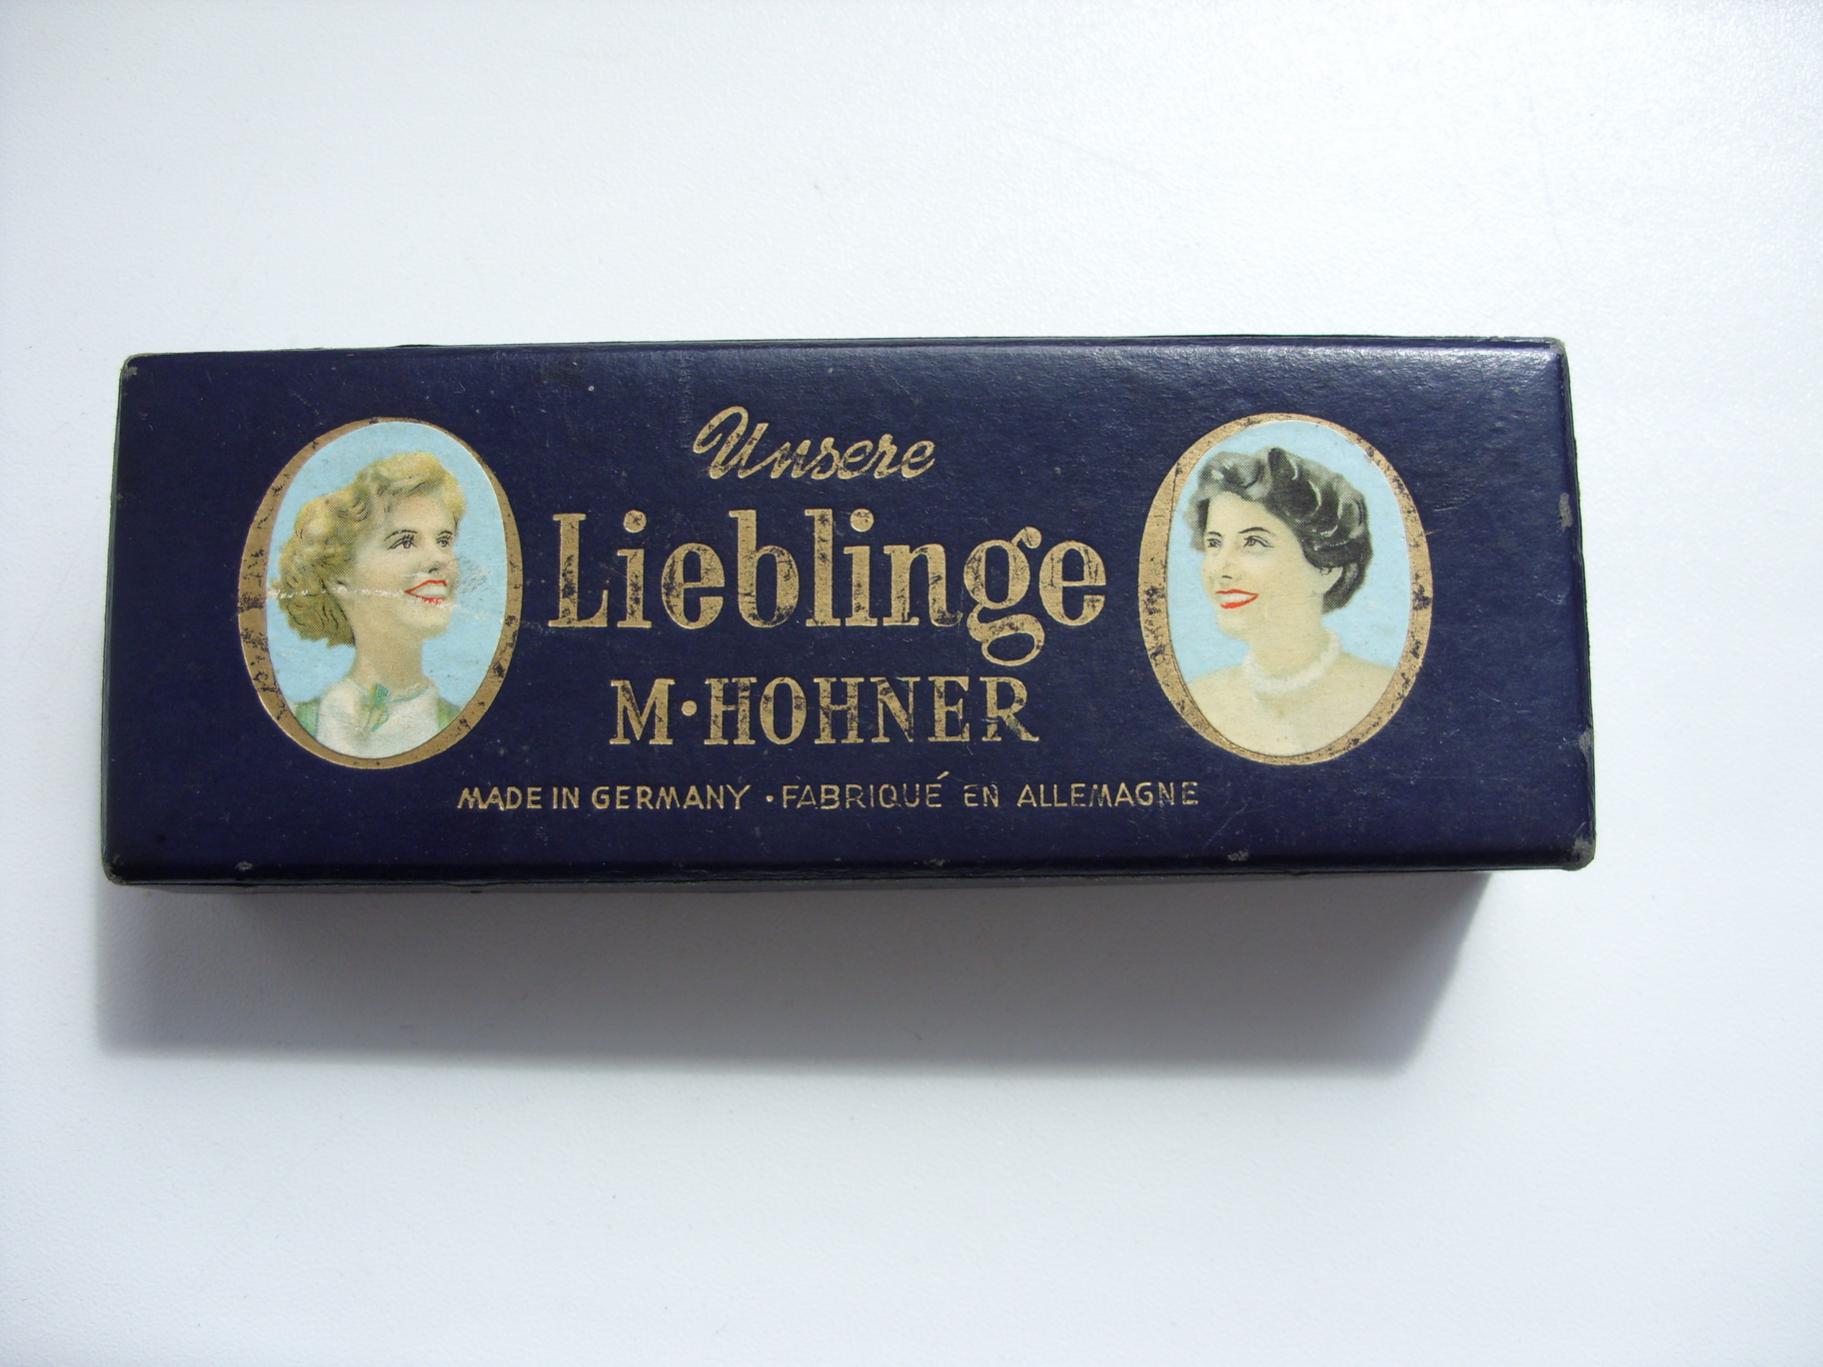 Unsere
Lieblinge
M·HOHNER
MADE IN GERMANY · FABRIQUÉ EN ALLEMAGNE